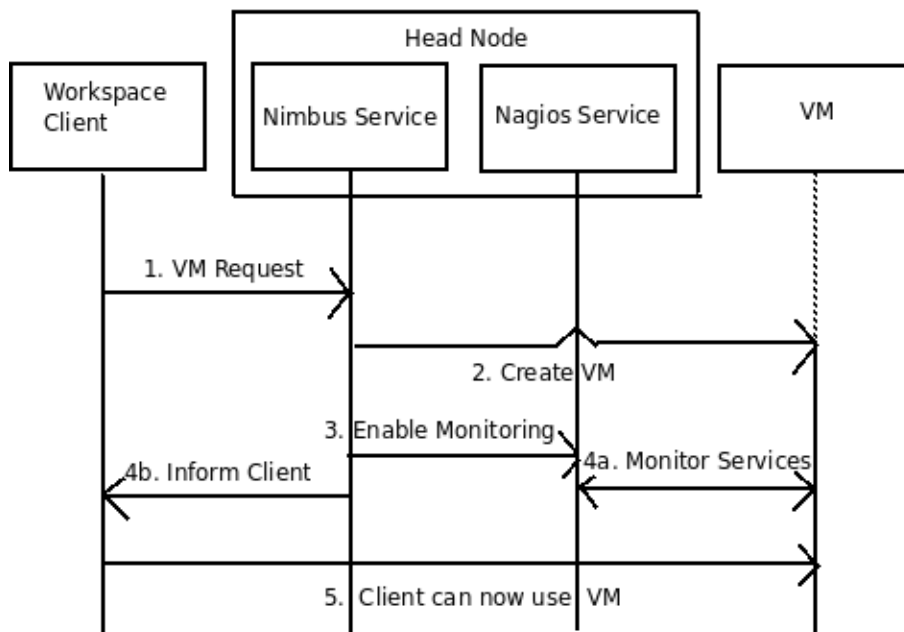 Head Node
Workspace
Client
Nimbus Service
Nagios Service
VM
1. VM Request
2. Create VM
3. Enable Monitoring
4b. Inform Client
4a. Monitor Services
5. Client can now use VM